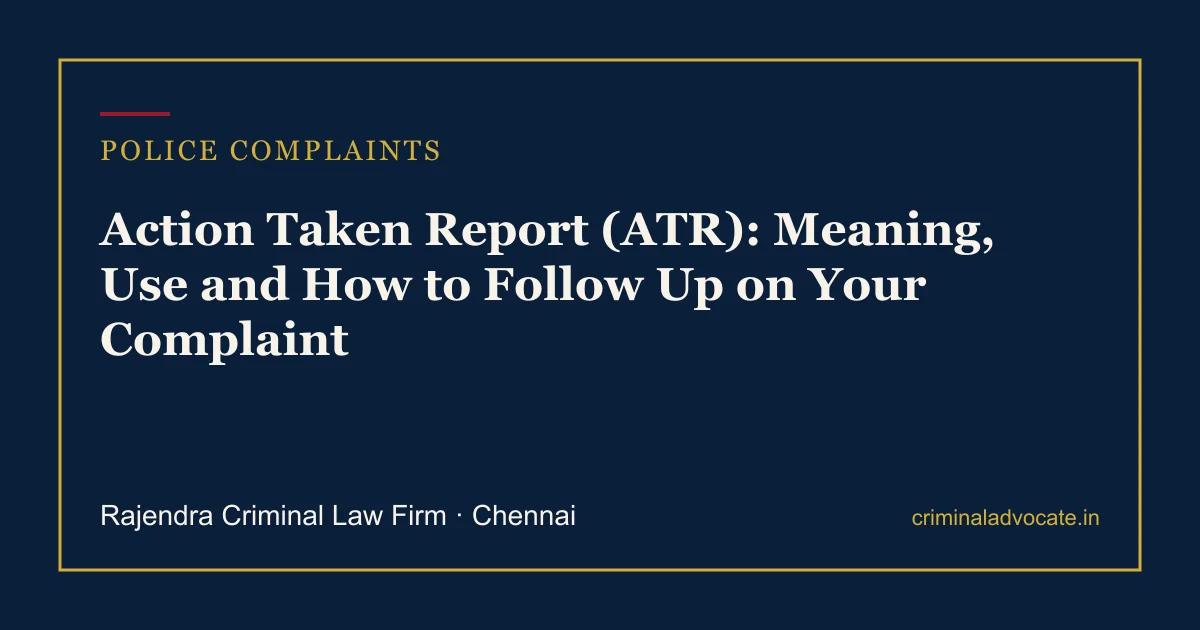 POLICE COMPLAINTS
Action Taken Report (ATR): Meaning,
Use and How to Follow Up on Your
Complaint
Rajendra Criminal Law Firm · Chennai
criminaladvocate.in